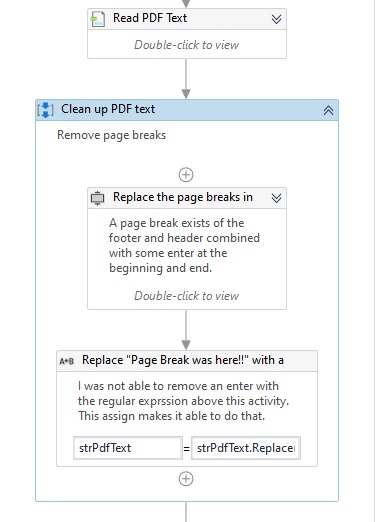 Read PDF Text
Double-click to view
Clean up PDF text
Remove page breaks
Replace the page breaks in
A page break exists of the
footer and header combined
with some enter at the
beginning and end.
Double-click to view
A*B Replace "Page Break was here!!" with a
I was not able to remove an enter with
the regular exprssion above this activity.
This assign makes it able to do that.
strPdfText = strPdfText.Replace(